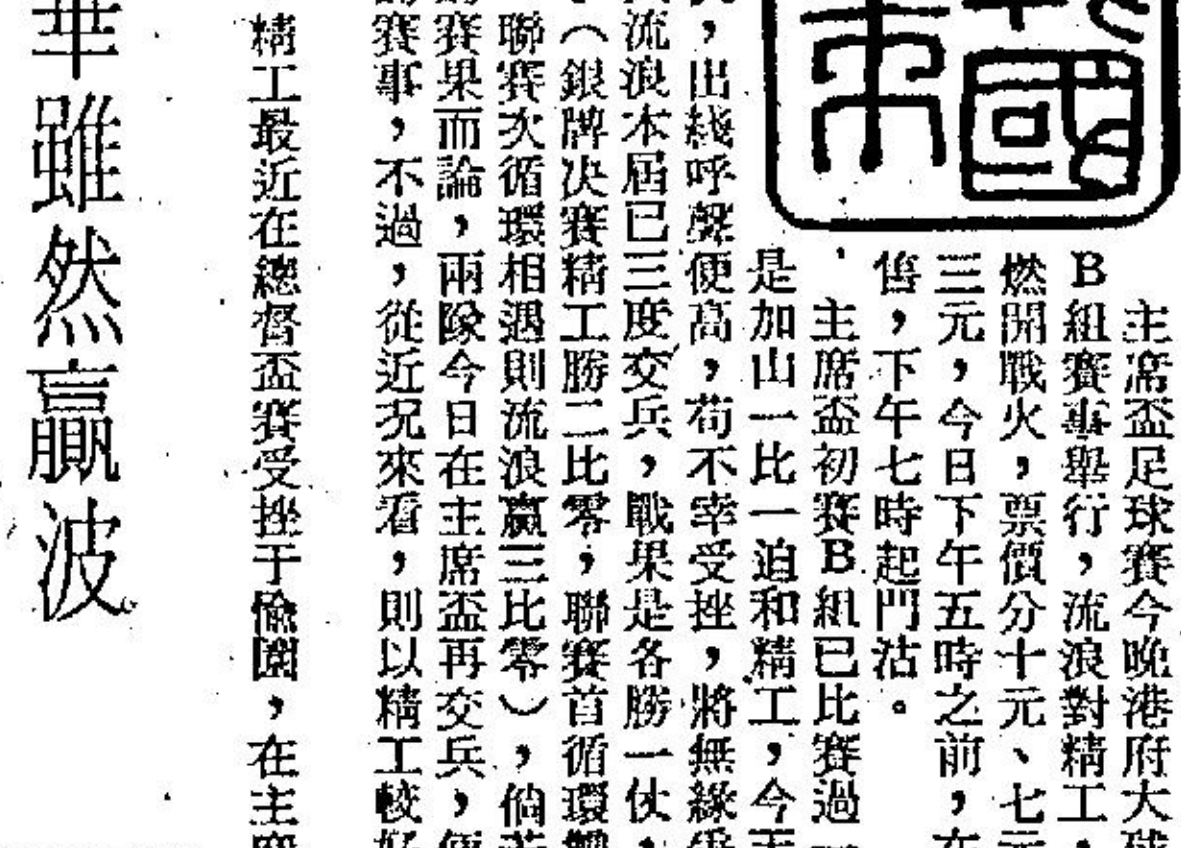 國
主席盃足球賽今晚港府大球
B組賽事舉行，流浪對精工，
燃開戰火，票價分十元、七元
三元，今日下午五時之前，在
售，下午七時起門沽。
主席盃初賽B組已比賽過
是加山一比一迫和精工，今天
，出綫呼聲便高，苟不幸受挫，將無緣
流浪本屆已三度交兵，戰果是各勝一仗，
（銀牌決賽精工勝二比零，聯賽首循環
聯賽次循環相遇則流浪贏三比零），倘若
賽果而論，兩隊今日在主席盃再交兵，便
賽事，不過，從近況來看，則以精工較好
精工最近在總督盃賽受挫于愉園，在主席
華雖然贏波